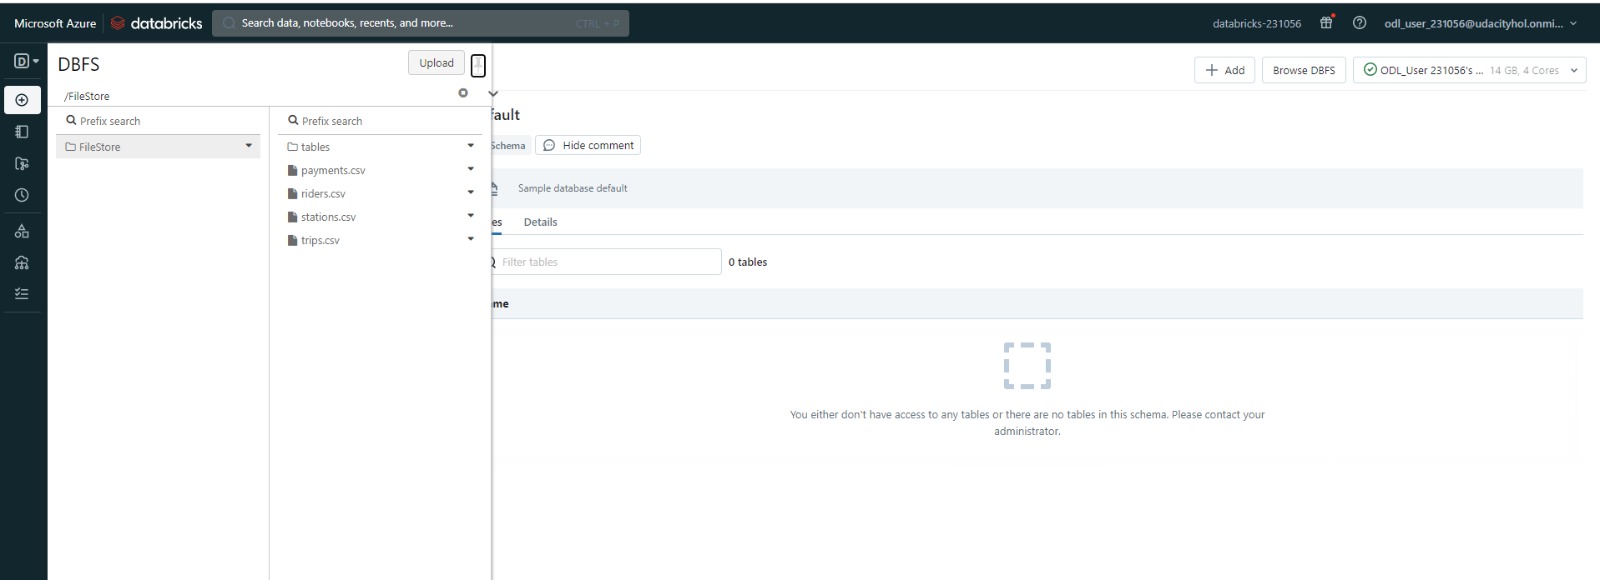 Microsoft Azure databricks Search data, notebooks, recents, and more... CTRL + P databricks-231056 odl_user_231056@udacityhol.onmi...
D
DBFS Upload
/FileStore
Prefix search
FileStore
Prefix search
tables
payments.csv
riders.csv
stations.csv
trips.csv
Add Browse DBFS ODL_User 231056's ... 14 GB, 4 Cores
fault
Schema Hide comment
Sample database default
es Details
Filter tables 0 tables
me
You either don't have access to any tables or there are no tables in this schema. Please contact your
administrator.